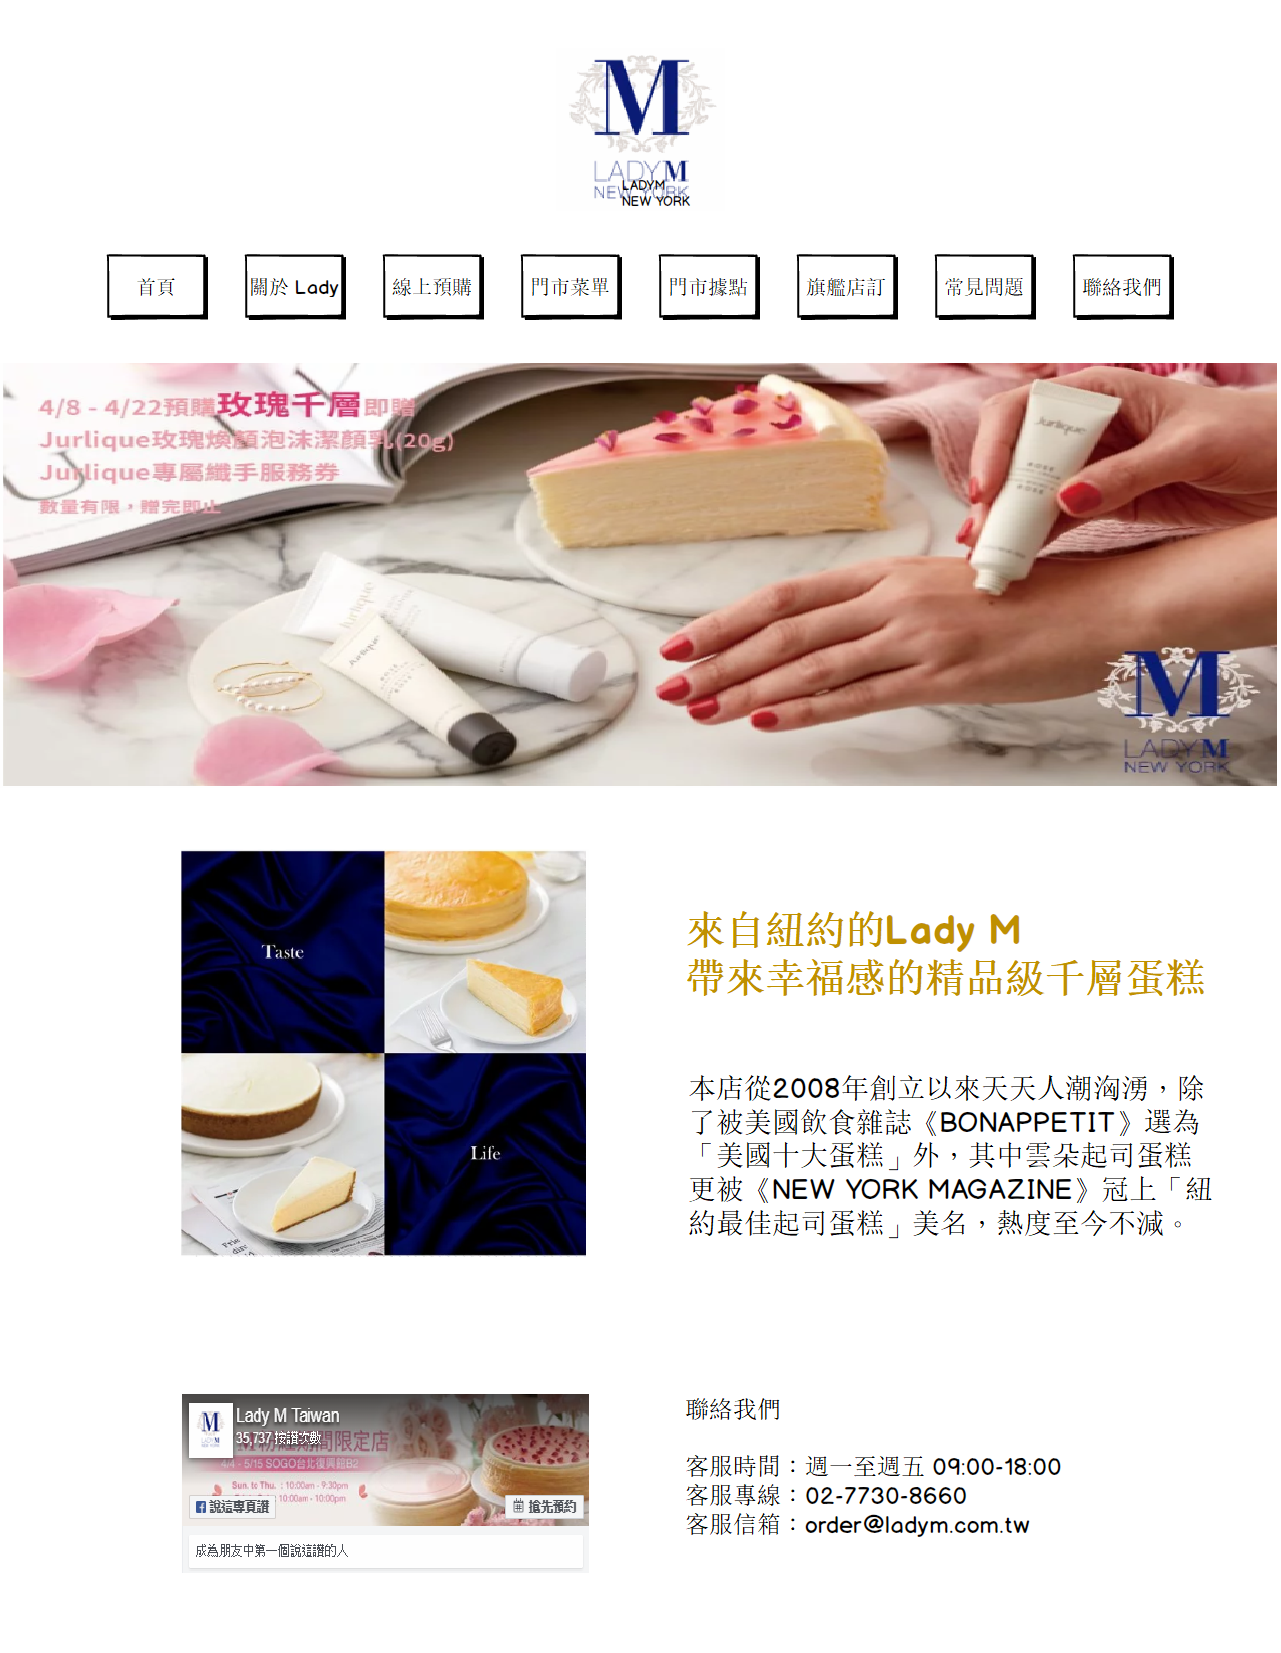 M
LADYM
NEW YORK
LADYM
NEW YORK
首頁
關於 Lady
線上預購
門市菜單
門市據點
旗艦店訂
常見問題
聯絡我們
4/8 - 4/22預購玫瑰千層即贈
Jurlique玫瑰煥顏泡沫潔顏乳(20g)
Jurlique專屬纖手服務券
數量有限，贈完即止
Jurlique
ROSE
Jurlique
Jurlique
M
LADYM
NEW YORK
Taste
Life
來自紐約的Lady M
帶來幸福感的精品級千層蛋糕
本店從2008年創立以來天天人潮洶湧，除
了被美國飲食雜誌《BONAPPETIT》選為
「美國十大蛋糕」外，其中雲朵起司蛋糕
更被《NEW YORK MAGAZINE》冠上「紐
約最佳起司蛋糕」美名，熱度至今不減。
Lady M Taiwan
35,737 按讚次數
粉紅期間限定店
4/4 - 5/15 SOGO台北復興館B2
Sun. to Thu. : 10:00am - 9:30pm
: 10:00am - 10:00pm
說這專頁讚
搶先預約
成為朋友中第一個說這讚的人
聯絡我們
客服時間：週一至週五 09:00-18:00
客服專線：02-7730-8660
客服信箱：order@ladym.com.tw